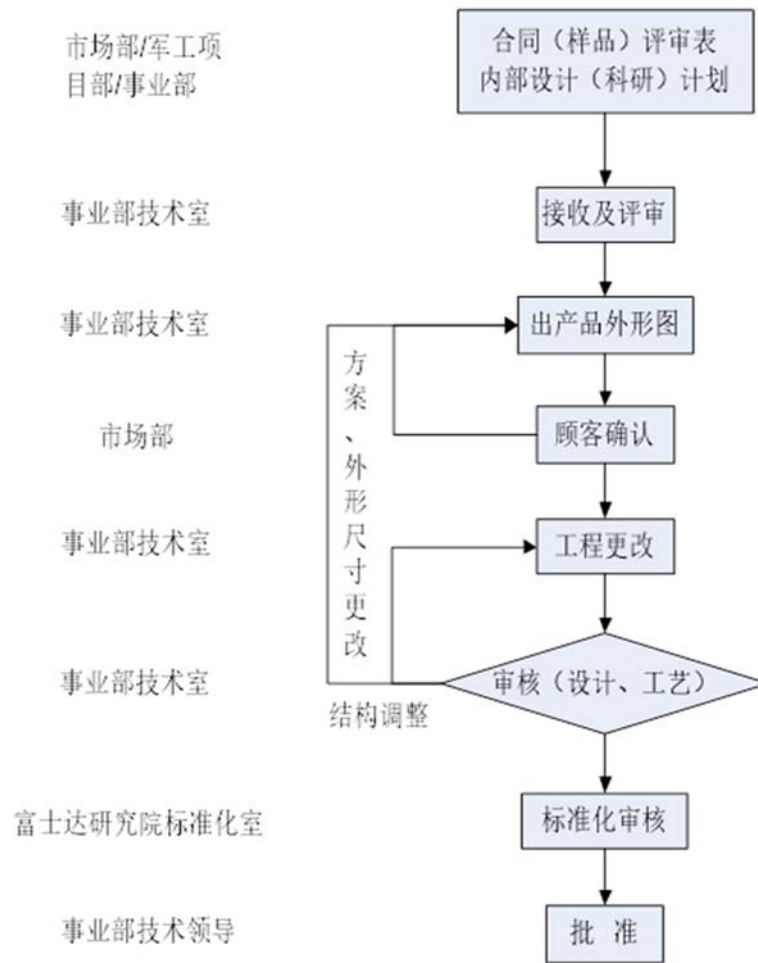 市场部/军工项
目部/事业部
合同（样品）评审表
内部设计（科研）计划
事业部技术室
接收及评审
事业部技术室
出产品外形图
方案、外形尺寸更改
市场部
顾客确认
事业部技术室
工程更改
事业部技术室
审核（设计、工艺）
结构调整
富士达研究院标准化室
标准化审核
事业部技术领导
批 准